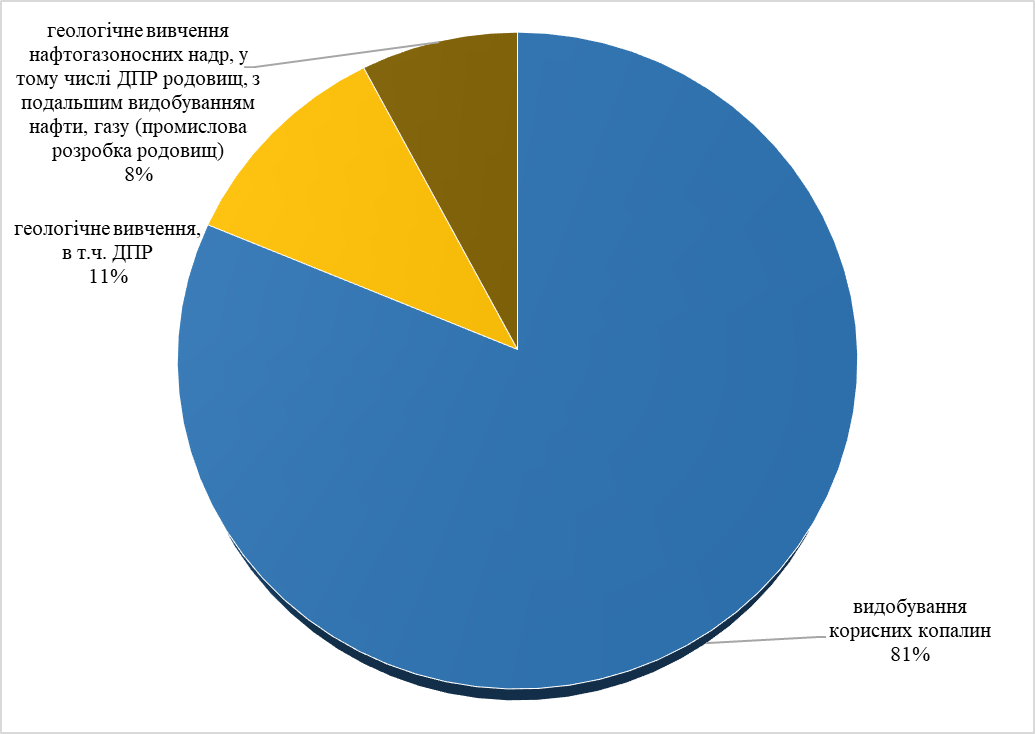 геологічне вивчення
нафтогазоносних надр, у
тому числі ДПР родовищ, з
подальшим видобуванням
нафти, газу (промислова
розробка родовищ)
8%
геологічне вивчення,
в т.ч. ДПР
11%
видобування
корисних копалин
81%